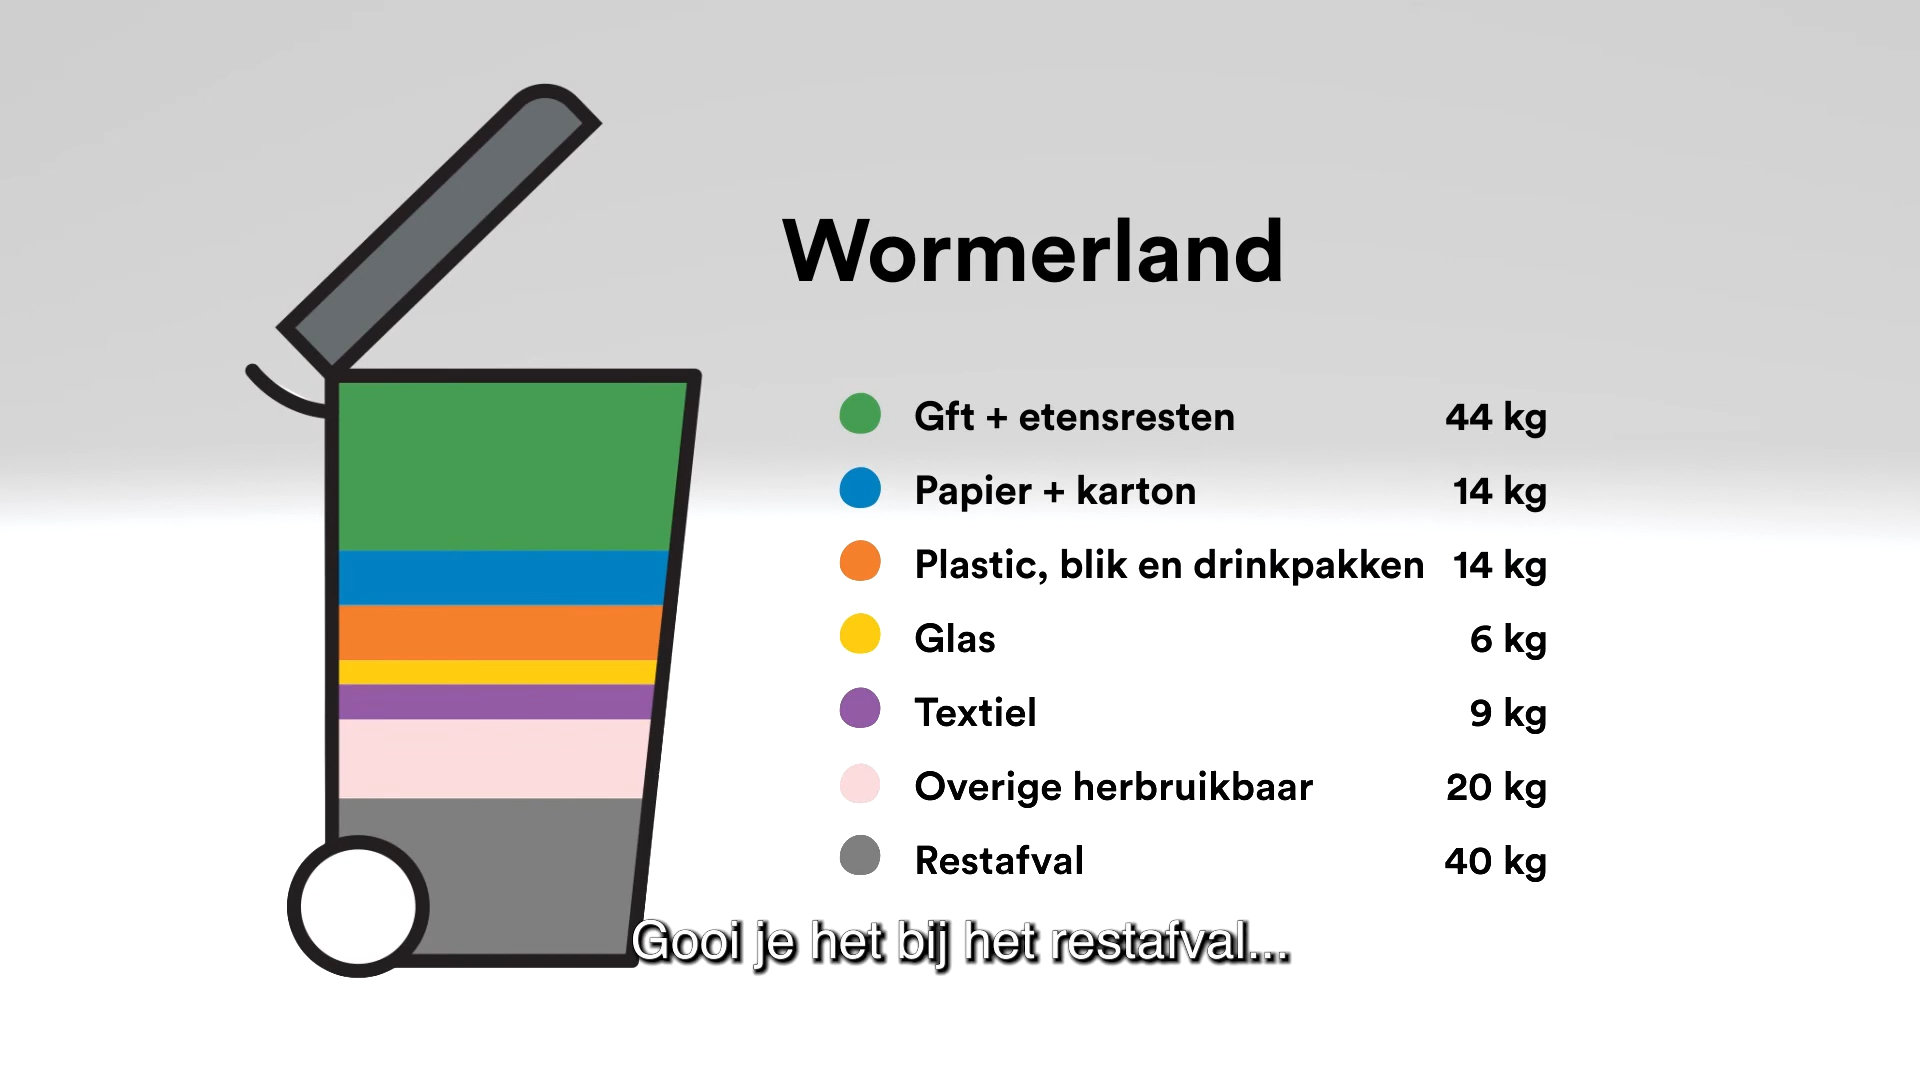 Wormerland
Gft + etensresten 44 kg
Papier + karton 14 kg
Plastic, blik en drinkpakken 14 kg
Glas 6 kg
Textiel 9 kg
Overige herbruikbaar 20 kg
Restafval 40 kg
Gooi je het bij het restafval...